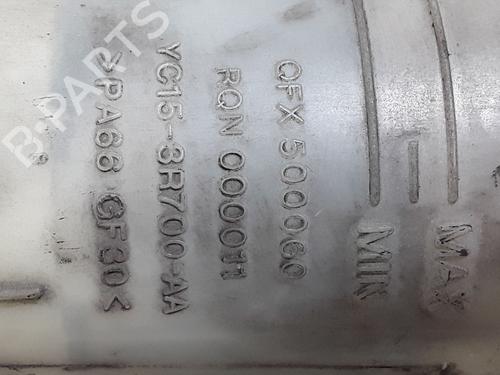 QFX 500060
RQN 000011
YC15-3R700-AA
>PA66 GF30<
MIN
MAX
B-PARTS